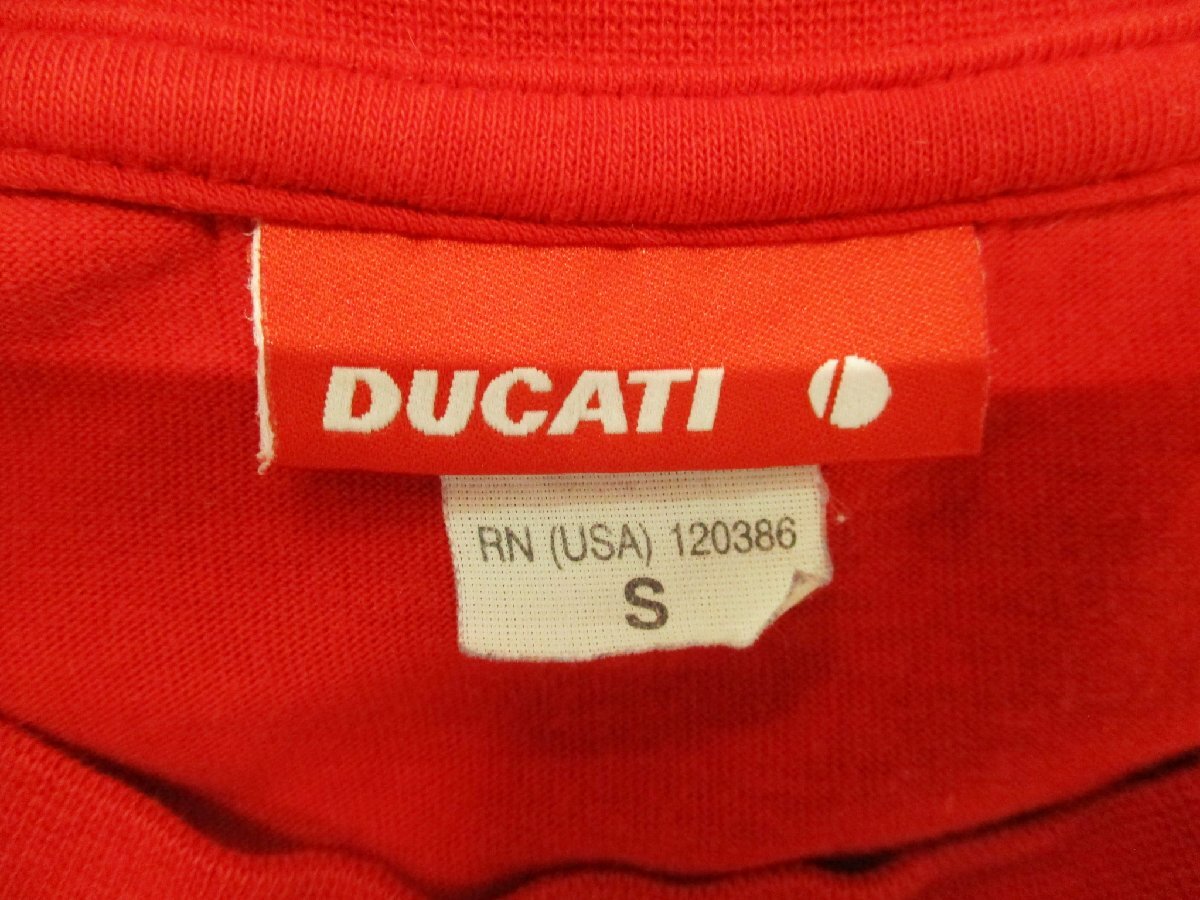 DUCATI
RN (USA) 120386
S